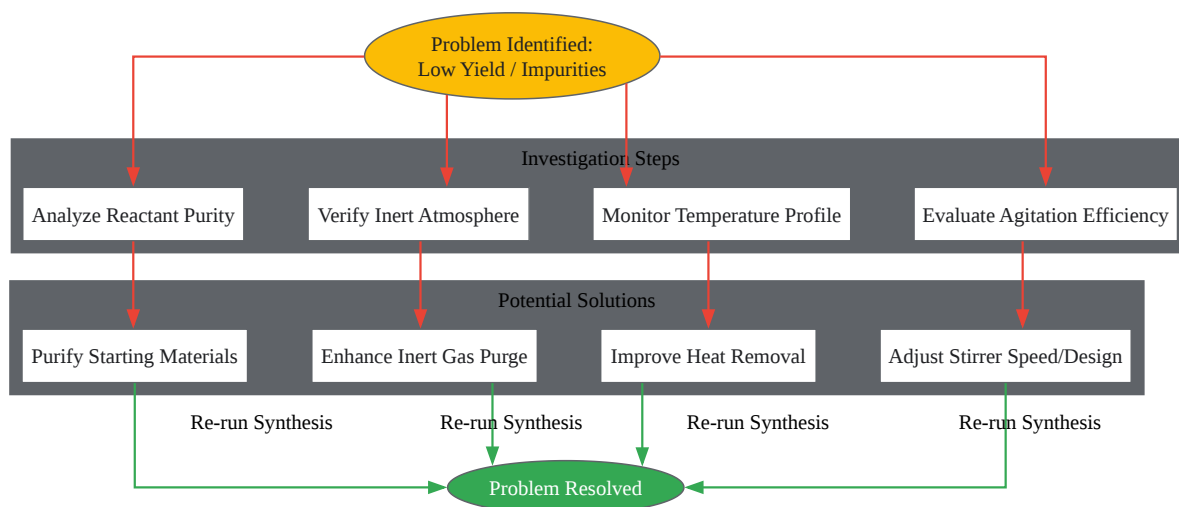 Problem Identified:
Low Yield / Impurities
Investigation Steps
Analyze Reactant Purity
Verify Inert Atmosphere
Monitor Temperature Profile
Evaluate Agitation Efficiency
Potential Solutions
Purify Starting Materials
Enhance Inert Gas Purge
Improve Heat Removal
Adjust Stirrer Speed/Design
Re-run Synthesis
Re-run Synthesis
Re-run Synthesis
Re-run Synthesis
Problem Resolved